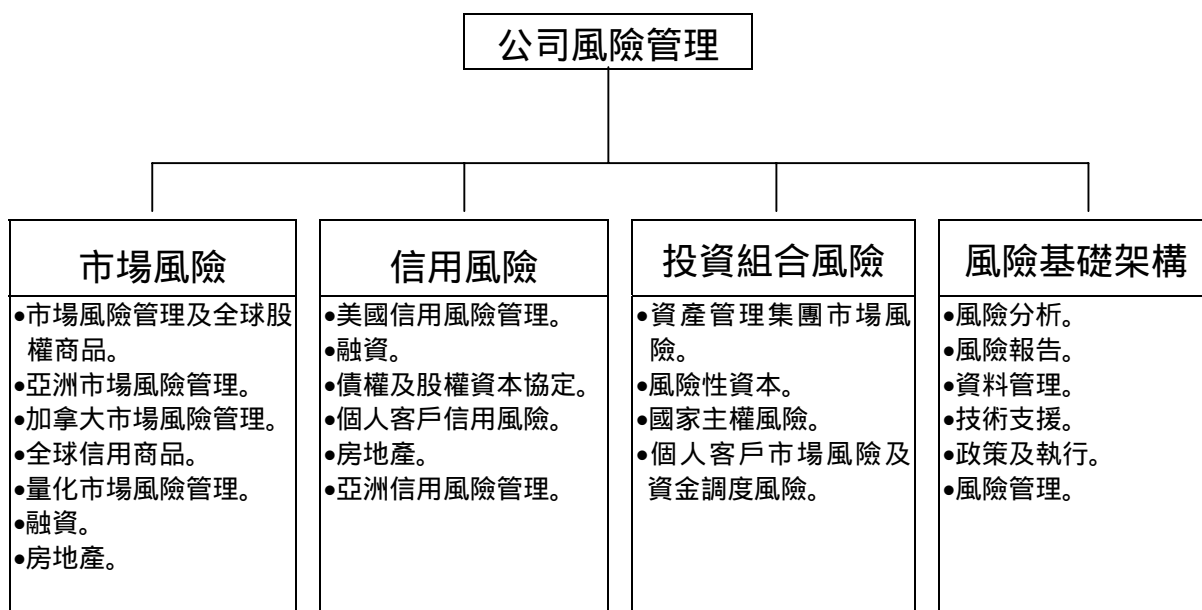 公司風險管理
市場風險
●市場風險管理及全球股
權商品。
●亞洲市場風險管理。
●加拿大市場風險管理。
●全球信用商品。
●量化市場風險管理。
●融資。
●房地產。
信用風險
●美國信用風險管理。
●融資。
●債權及股權資本協定。
●個人客戶信用風險。
●房地產。
●亞洲信用風險管理。
投資組合風險
●資產管理集團市場風
險。
●風險性資本。
●國家主權風險。
●個人客戶市場風險及
資金調度風險。
風險基礎架構
●風險分析。
●風險報告。
●資料管理。
●技術支援。
●政策及執行。
●風險管理。